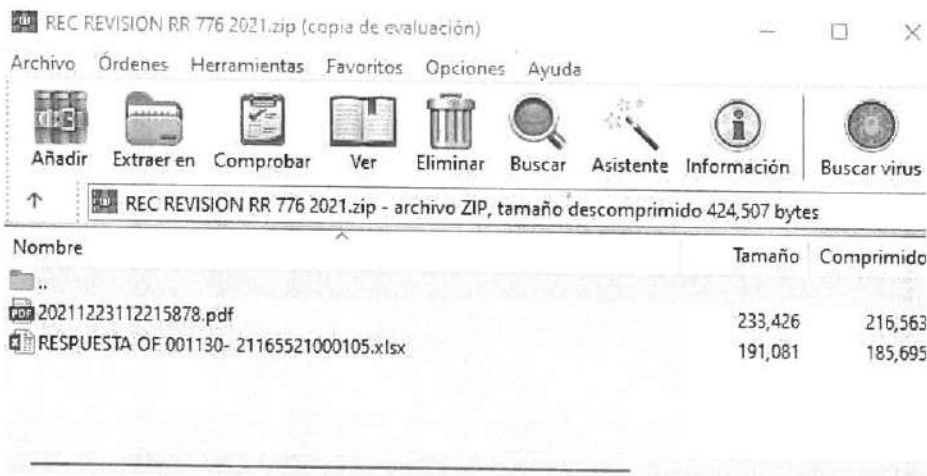 REC REVISION RR 776 2021.zip (copia de evaluación)
Archivo Órdenes Herramientas Favoritos Opciones Ayuda
Añadir Extraer en Comprobar Ver Eliminar Buscar Asistente Información Buscar virus
REC REVISION RR 776 2021.zip - archivo ZIP, tamaño descomprimido 424,507 bytes
Nombre Tamaño Comprimido
..
20211223112215878.pdf 233,426 216,563
RESPUESTA OF 001130- 21165521000105.xlsx 191,081 185,695